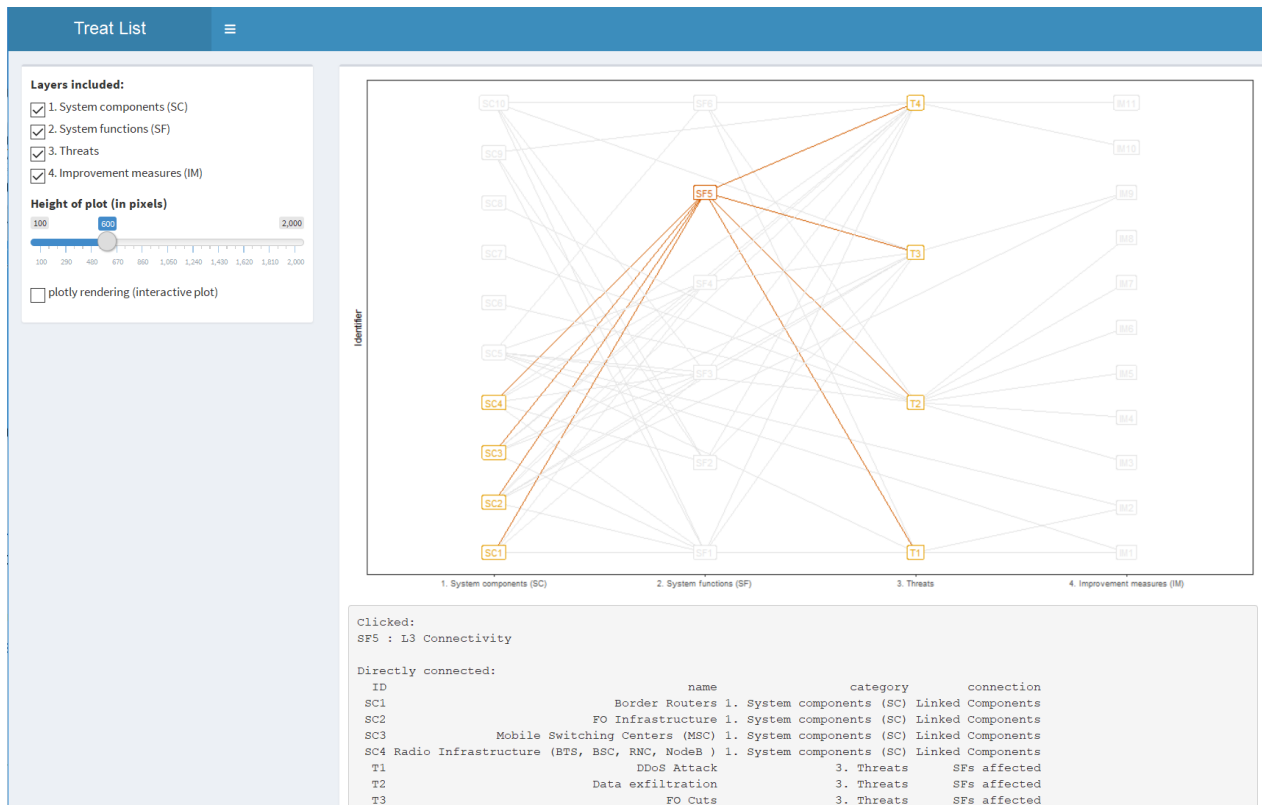 Treat List
Layers included:
1. System components (SC)
2. System functions (SF)
3. Threats
4. Improvement measures (IM)
Height of plot (in pixels)
100 600 2,000
100 290 480 670 860 1,050 1,240 1,430 1,620 1,810 2,000
plotly rendering (interactive plot)
Identifier
SC10 SF6 T4 IM11
IM10
SC9
SF5 IM9
SC8
IM8
SC7 T3
SF4 IM7
SC6
IM6
SC5
SF3 IM5
SC4 T2
IM4
SC3
SF2 IM3
SC2 IM2
SC1 SF1 T1 IM1
1. System components (SC) 2. System functions (SF) 3. Threats 4. Improvement measures (IM)
Clicked:
SF5 : L3 Connectivity
Directly connected:
ID name category connection
SC1 Border Routers 1. System components (SC) Linked Components
SC2 FO Infrastructure 1. System components (SC) Linked Components
SC3 Mobile Switching Centers (MSC) 1. System components (SC) Linked Components
SC4 Radio Infrastructure (BTS, BSC, RNC, NodeB ) 1. System components (SC) Linked Components
T1 DDoS Attack 3. Threats SFs affected
T2 Data exfiltration 3. Threats SFs affected
T3 FO Cuts 3. Threats SFs affected